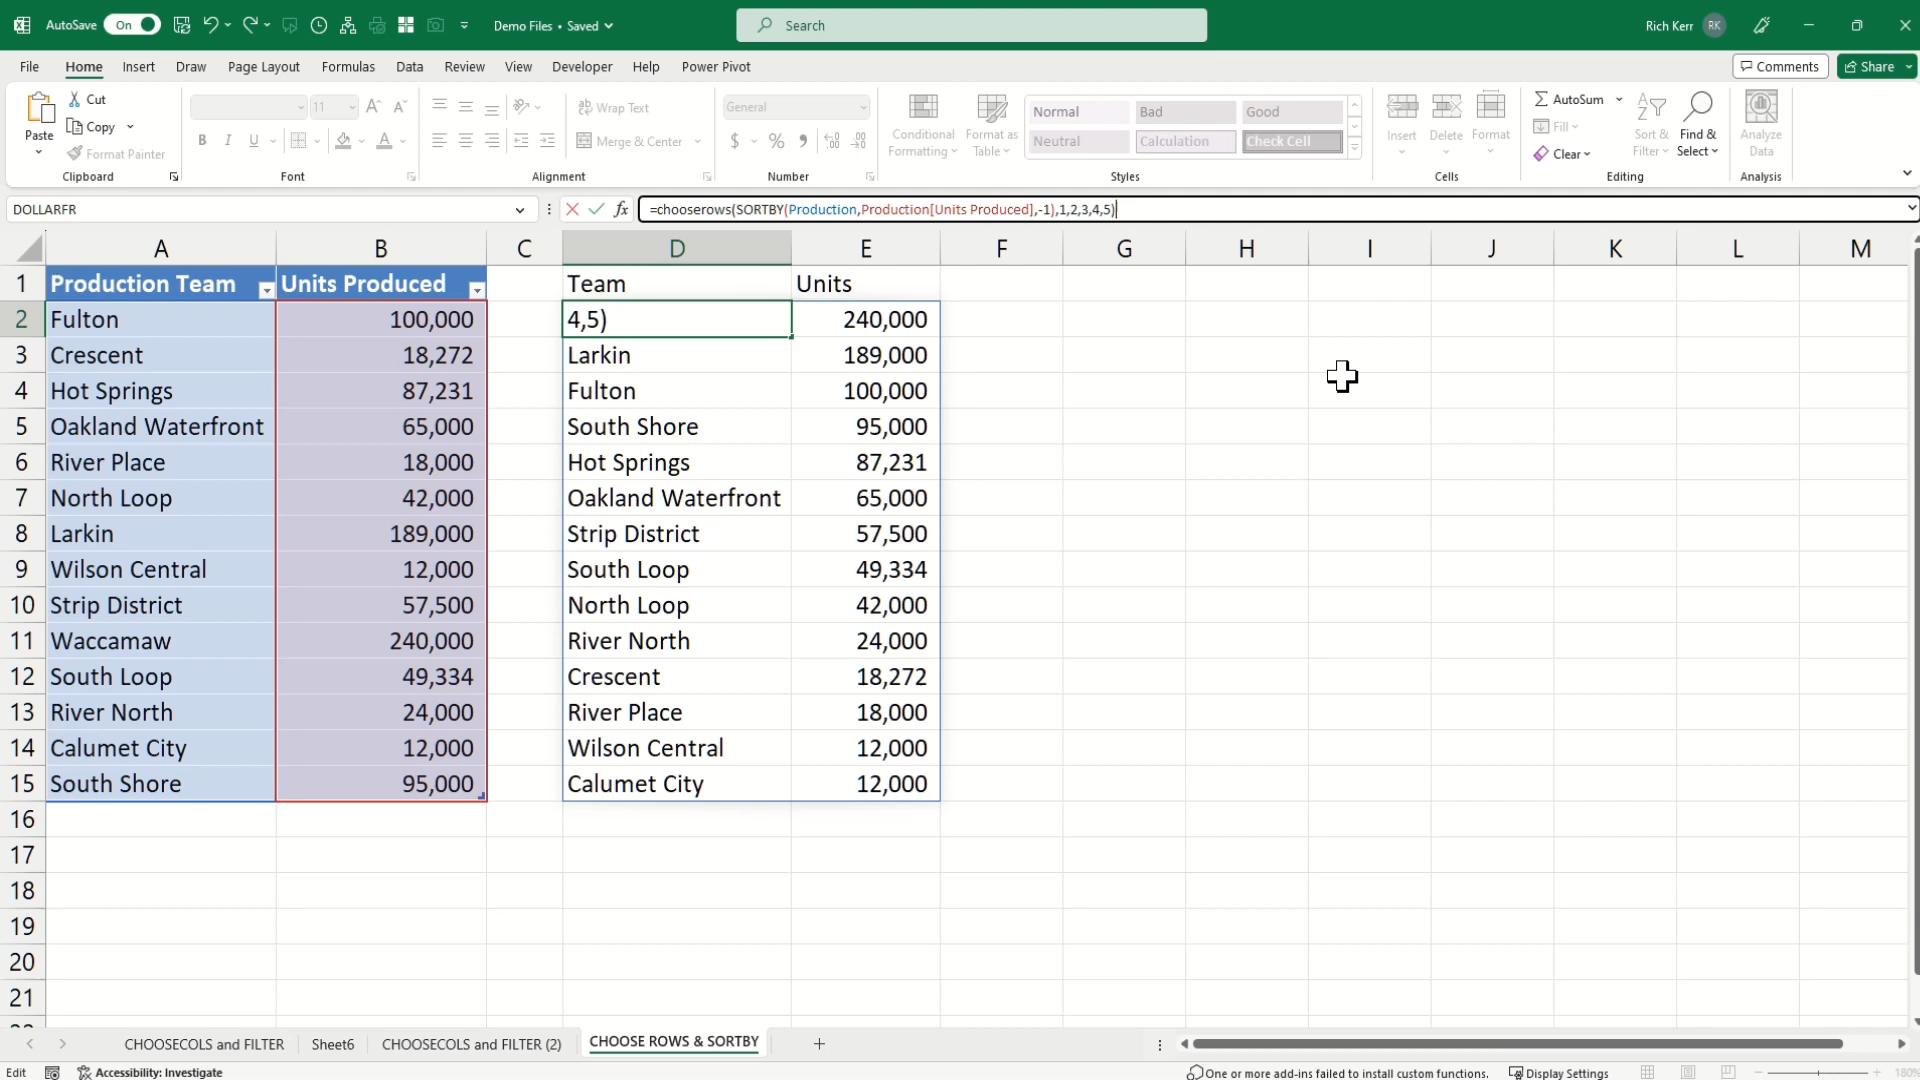 AutoSave On Demo Files • Saved Search Rich Kerr RK
File Home Insert Draw Page Layout Formulas Data Review View Developer Help Power Pivot Comments Share
Paste Cut Copy Format Painter Clipboard
11 B I U Font
Wrap Text Merge & Center Alignment
General $ % Number
Conditional Formatting Format as Table Normal Bad Good Neutral Calculation Check Cell Styles
Insert Delete Format Cells
AutoSum Fill Clear Sort & Filter Find & Select Editing
Analyze Data Analysis
DOLLARFR fx =chooserows(SORTBY(Production,Production[Units Produced],-1),1,2,3,4,5)
A B C D E F G H I J K L M
1 Production Team Units Produced Team Units
2 Fulton 100,000 4,5) 240,000
3 Crescent 18,272 Larkin 189,000
4 Hot Springs 87,231 Fulton 100,000
5 Oakland Waterfront 65,000 South Shore 95,000
6 River Place 18,000 Hot Springs 87,231
7 North Loop 42,000 Oakland Waterfront 65,000
8 Larkin 189,000 Strip District 57,500
9 Wilson Central 12,000 South Loop 49,334
10 Strip District 57,500 North Loop 42,000
11 Waccamaw 240,000 River North 24,000
12 South Loop 49,334 Crescent 18,272
13 River North 24,000 River Place 18,000
14 Calumet City 12,000 Wilson Central 12,000
15 South Shore 95,000 Calumet City 12,000
16
17
18
19
20
21
CHOOSECOLS and FILTER Sheet6 CHOOSECOLS and FILTER (2) CHOOSE ROWS & SORTBY
Edit Accessibility: Investigate One or more add-ins failed to install custom functions. Display Settings 180%